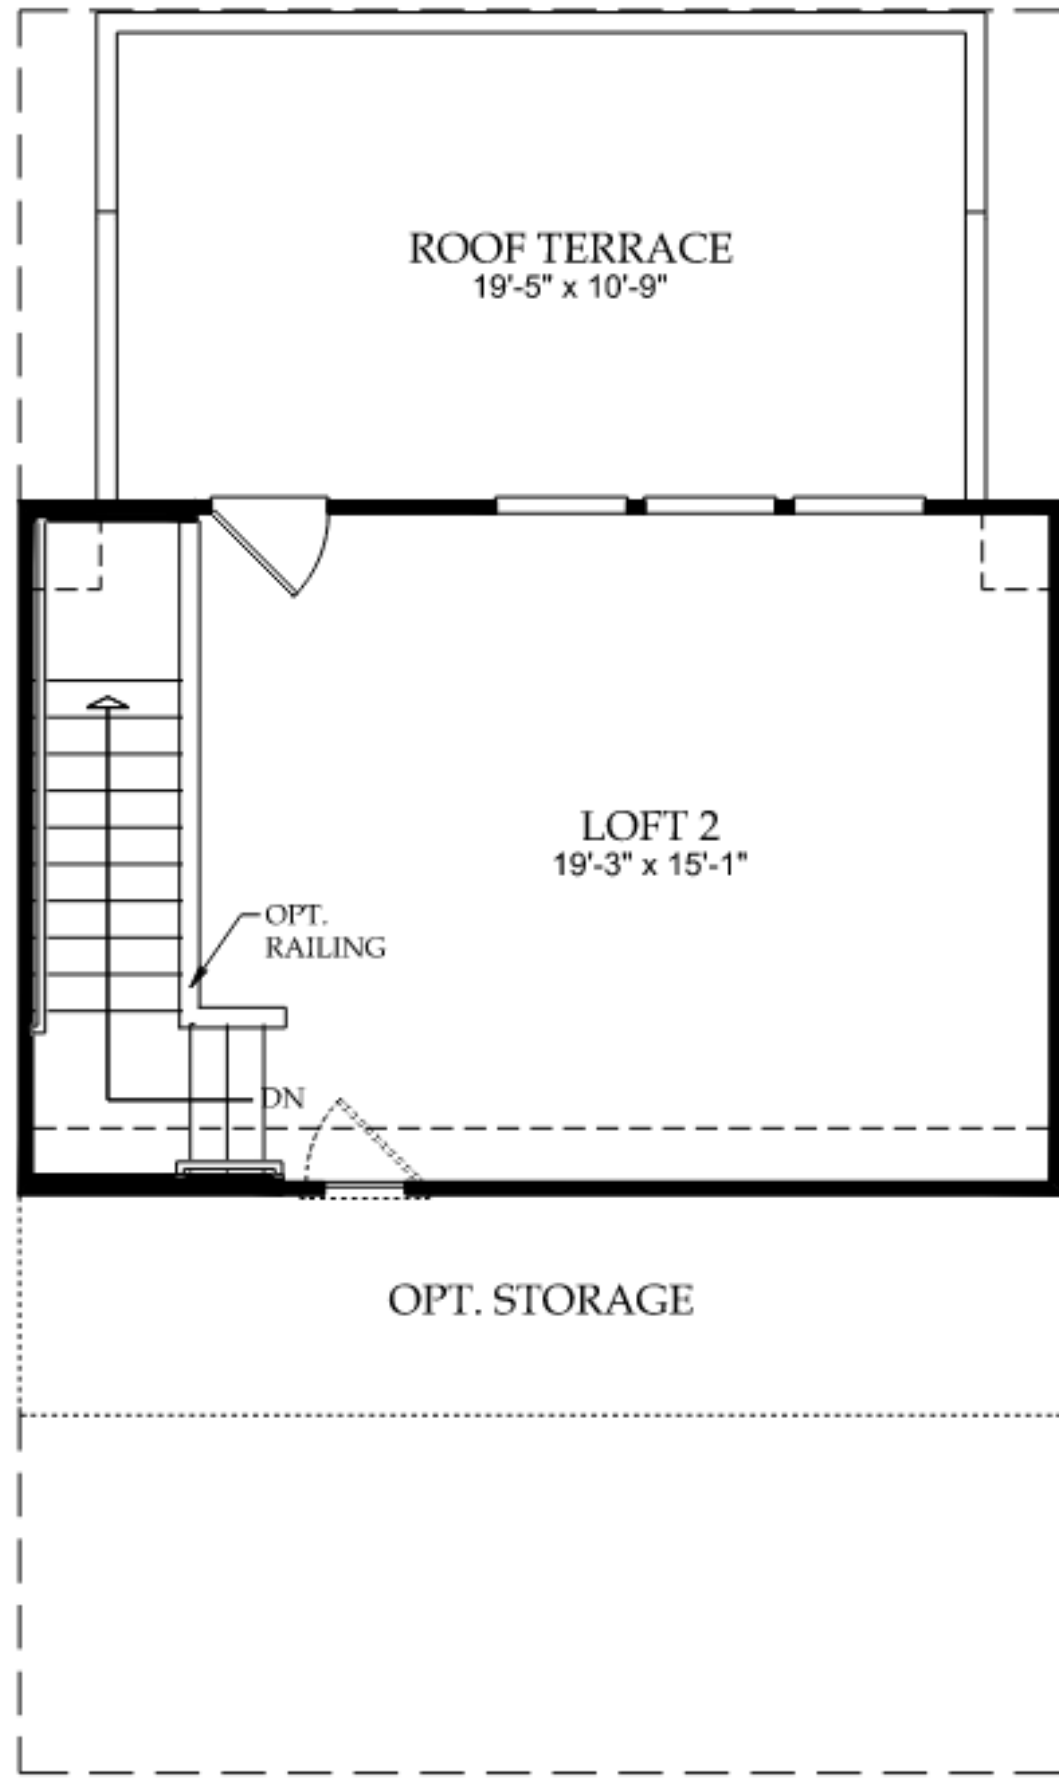 ROOF TERRACE
19'-5" x 10'-9"
LOFT 2
19'-3" x 15'-1"
OPT.
RAILING
DN
OPT. STORAGE